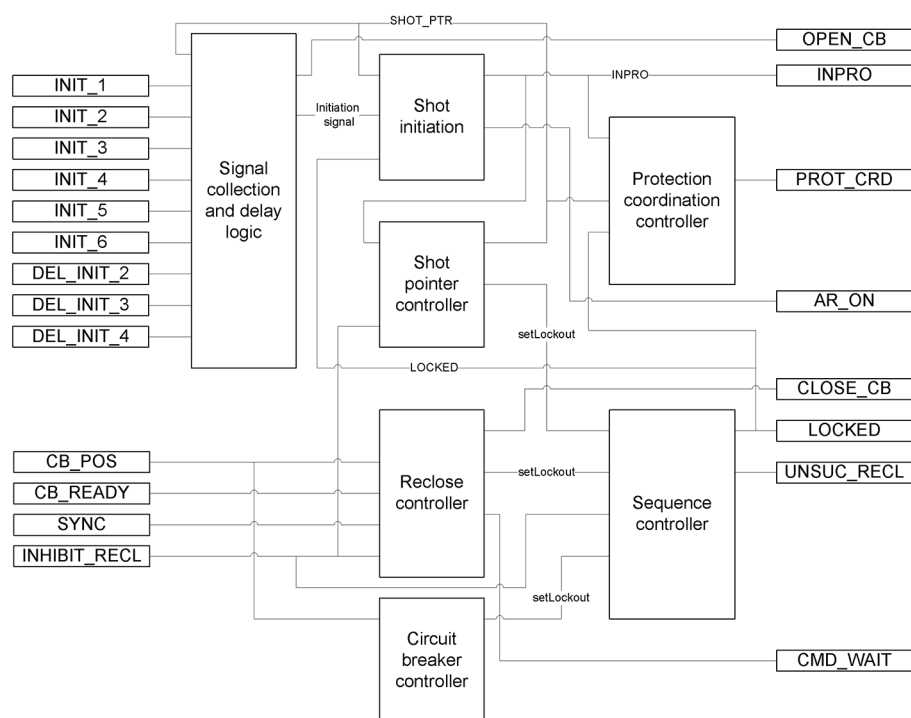 SHOT_PTR
OPEN_CB
INIT_1
INIT_2
INIT_3
INIT_4
INIT_5
INIT_6
DEL_INIT_2
DEL_INIT_3
DEL_INIT_4
Signal
collection
and delay
logic
Initiation
signal
Shot
initiation
INPRO
INPRO
Protection
coordination
controller
PROT_CRD
Shot
pointer
controller
AR_ON
setLockout
LOCKED
CLOSE_CB
LOCKED
UNSUC_RECL
CB_POS
CB_READY
SYNC
INHIBIT_RECL
Reclose
controller
setLockout
Sequence
controller
setLockout
Circuit
breaker
controller
CMD_WAIT